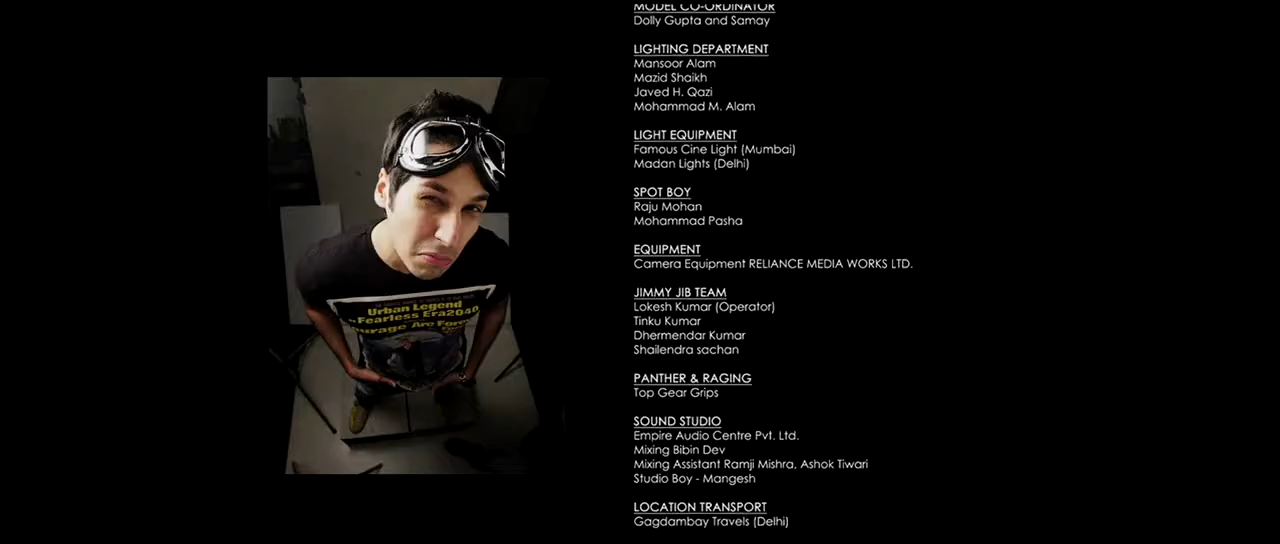 MODEL CO-ORDINATOR
Dolly Gupta and Samay
LIGHTING DEPARTMENT
Mansoor Alam
Mazid Shaikh
Javed H. Qazi
Mohammad M. Alam
LIGHT EQUIPMENT
Famous Cine Light (Mumbai)
Madan Lights (Delhi)
SPOT BOY
Raju Mohan
Mohammad Pasha
EQUIPMENT
Camera Equipment RELIANCE MEDIA WORKS LTD.
JIMMY JIB TEAM
Lokesh Kumar (Operator)
Tinku Kumar
Dhermendar Kumar
Shailendra sachan
PANTHER & RAGING
Top Gear Grips
SOUND STUDIO
Empire Audio Centre Pvt. Ltd.
Mixing Bibin Dev
Mixing Assistant Ramji Mishra, Ashok Tiwari
Studio Boy - Mangesh
LOCATION TRANSPORT
Gagdambay Travels (Delhi)
Urban Legend
Fearless Era2040
Are